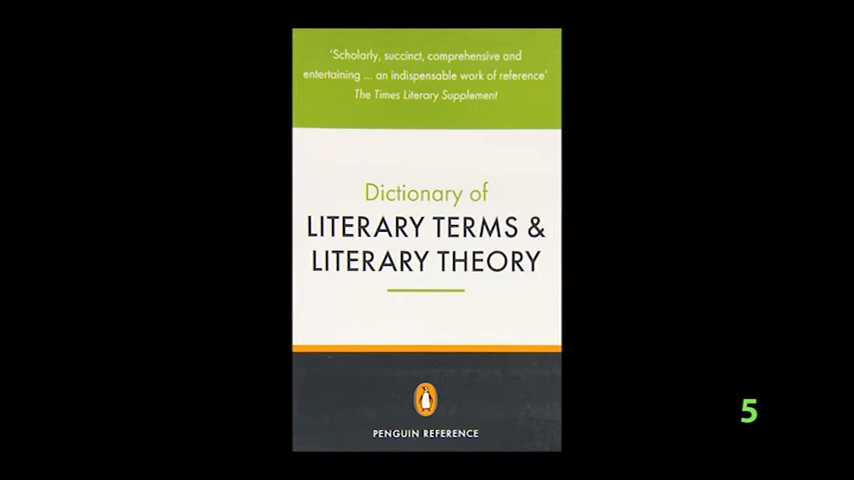 'Scholarly, succinct, comprehensive and
entertaining ... an indispensable work of reference'
The Times Literary Supplement
Dictionary of
LITERARY TERMS &
LITERARY THEORY
PENGUIN REFERENCE
5